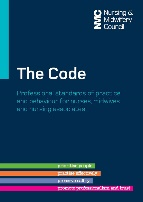 Nursing &
Midwifery
Council
The Code
Professional standards of practice
and behaviour for nurses, midwives
and nursing associates
prioritise people
practise effectively
preserve safety
promote professionalism and trust